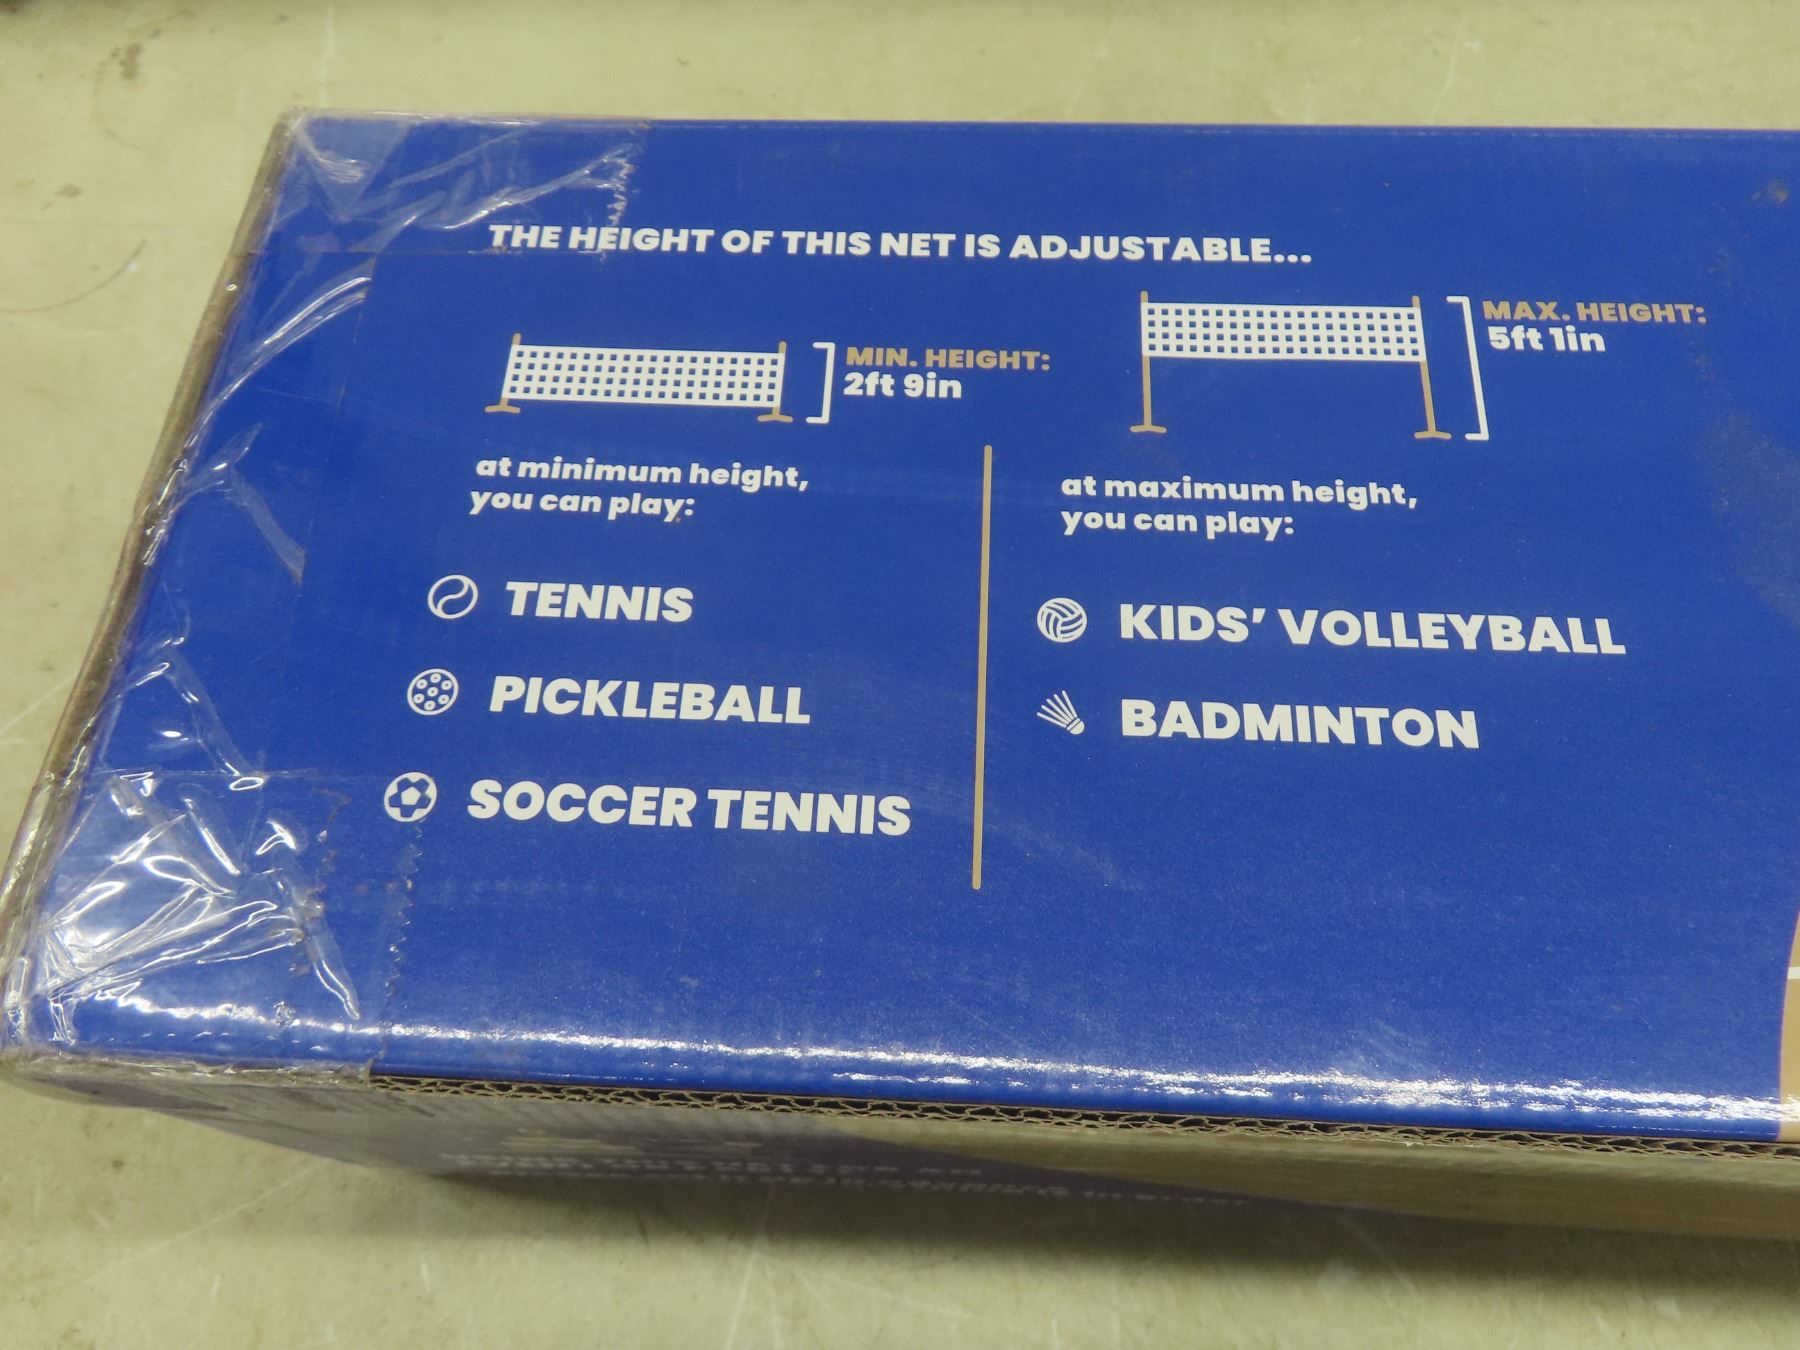 THE HEIGHT OF THIS NET IS ADJUSTABLE...
MIN. HEIGHT:
2ft 9in
MAX. HEIGHT:
5ft 1in
at minimum height,
you can play:
TENNIS
PICKLEBALL
SOCCER TENNIS
at maximum height,
you can play:
KIDS' VOLLEYBALL
BADMINTON